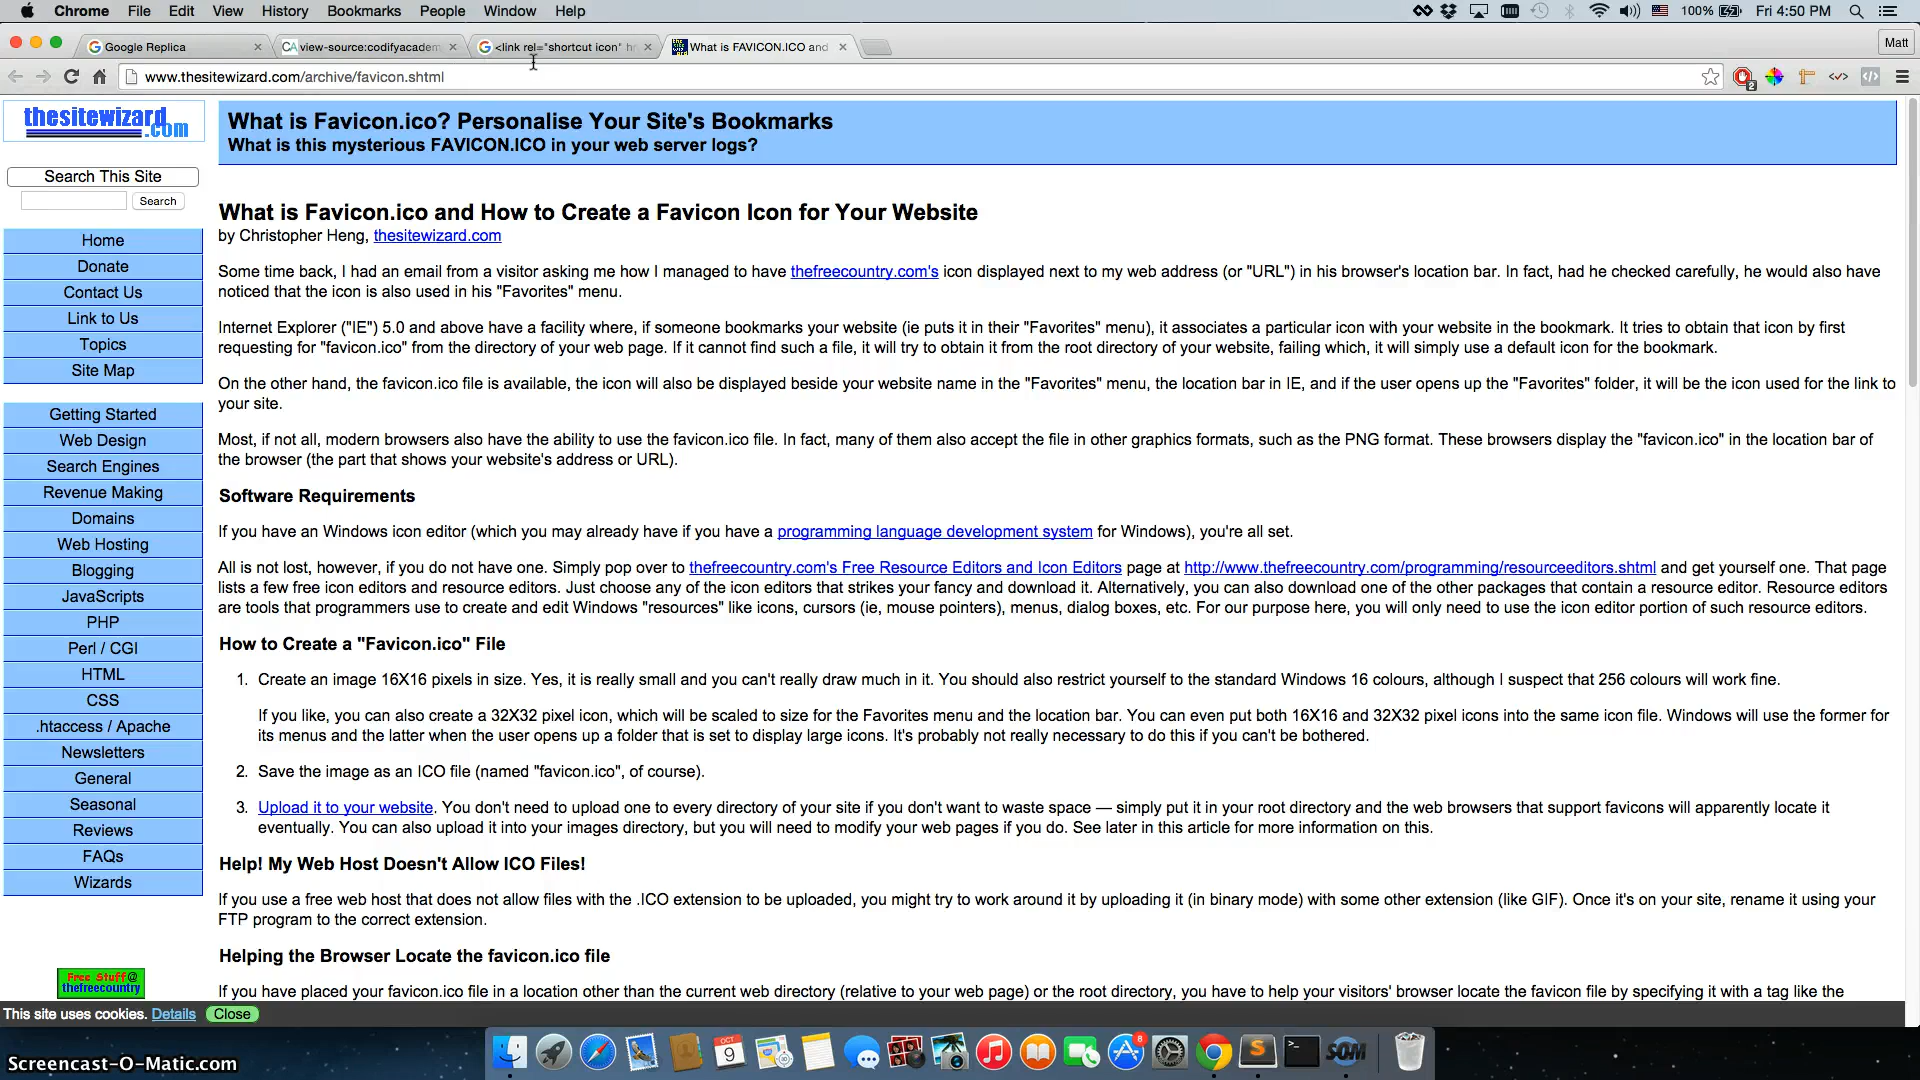 Chrome File Edit View History Bookmarks People Window Help
100% Fri 4:50 PM
Google Replica
view-source:codifyacadem
<link rel="shortcut icon" h
What is FAVICON.ICO and
Matt
www.thesitewizard.com/archive/favicon.shtml
2
thesitewizard
.com
What is Favicon.ico? Personalise Your Site's Bookmarks
What is this mysterious FAVICON.ICO in your web server logs?
Search This Site
Search
Home
Donate
Contact Us
Link to Us
Topics
Site Map
Getting Started
Web Design
Search Engines
Revenue Making
Domains
Web Hosting
Blogging
JavaScripts
PHP
Perl / CGI
HTML
CSS
.htaccess / Apache
Newsletters
General
Seasonal
Reviews
FAQs
Wizards
Free Stuff@
thefreecountry
What is Favicon.ico and How to Create a Favicon Icon for Your Website
by Christopher Heng, thesitewizard.com
Some time back, I had an email from a visitor asking me how I managed to have thefreecountry.com's icon displayed next to my web address (or "URL") in his browser's location bar. In fact, had he checked carefully, he would also have
noticed that the icon is also used in his "Favorites" menu.
Internet Explorer ("IE") 5.0 and above have a facility where, if someone bookmarks your website (ie puts it in their "Favorites" menu), it associates a particular icon with your website in the bookmark. It tries to obtain that icon by first
requesting for "favicon.ico" from the directory of your web page. If it cannot find such a file, it will try to obtain it from the root directory of your website, failing which, it will simply use a default icon for the bookmark.
On the other hand, the favicon.ico file is available, the icon will also be displayed beside your website name in the "Favorites" menu, the location bar in IE, and if the user opens up the "Favorites" folder, it will be the icon used for the link to
your site.
Most, if not all, modern browsers also have the ability to use the favicon.ico file. In fact, many of them also accept the file in other graphics formats, such as the PNG format. These browsers display the "favicon.ico" in the location bar of
the browser (the part that shows your website's address or URL).
Software Requirements
If you have an Windows icon editor (which you may already have if you have a programming language development system for Windows), you're all set.
All is not lost, however, if you do not have one. Simply pop over to thefreecountry.com's Free Resource Editors and Icon Editors page at http://www.thefreecountry.com/programming/resourceeditors.shtml and get yourself one. That page
lists a few free icon editors and resource editors. Just choose any of the icon editors that strikes your fancy and download it. Alternatively, you can also download one of the other packages that contain a resource editor. Resource editors
are tools that programmers use to create and edit Windows "resources" like icons, cursors (ie, mouse pointers), menus, dialog boxes, etc. For our purpose here, you will only need to use the icon editor portion of such resource editors.
How to Create a "Favicon.ico" File
1. Create an image 16X16 pixels in size. Yes, it is really small and you can't really draw much in it. You should also restrict yourself to the standard Windows 16 colours, although I suspect that 256 colours will work fine.
If you like, you can also create a 32X32 pixel icon, which will be scaled to size for the Favorites menu and the location bar. You can even put both 16X16 and 32X32 pixel icons into the same icon file. Windows will use the former for
its menus and the latter when the user opens up a folder that is set to display large icons. It's probably not really necessary to do this if you can't be bothered.
2. Save the image as an ICO file (named "favicon.ico", of course).
3. Upload it to your website. You don't need to upload one to every directory of your site if you don't want to waste space — simply put it in your root directory and the web browsers that support favicons will apparently locate it
eventually. You can also upload it into your images directory, but you will need to modify your web pages if you do. See later in this article for more information on this.
Help! My Web Host Doesn't Allow ICO Files!
If you use a free web host that does not allow files with the .ICO extension to be uploaded, you might try to work around it by uploading it (in binary mode) with some other extension (like GIF). Once it's on your site, rename it using your
FTP program to the correct extension.
Helping the Browser Locate the favicon.ico file
If you have placed your favicon.ico file in a location other than the current web directory (relative to your web page) or the root directory, you have to help your visitors' browser locate the favicon file by specifying it with a tag like the
This site uses cookies. Details Close
OCT
9
8
S
SOM
Screencast-O-Matic.com